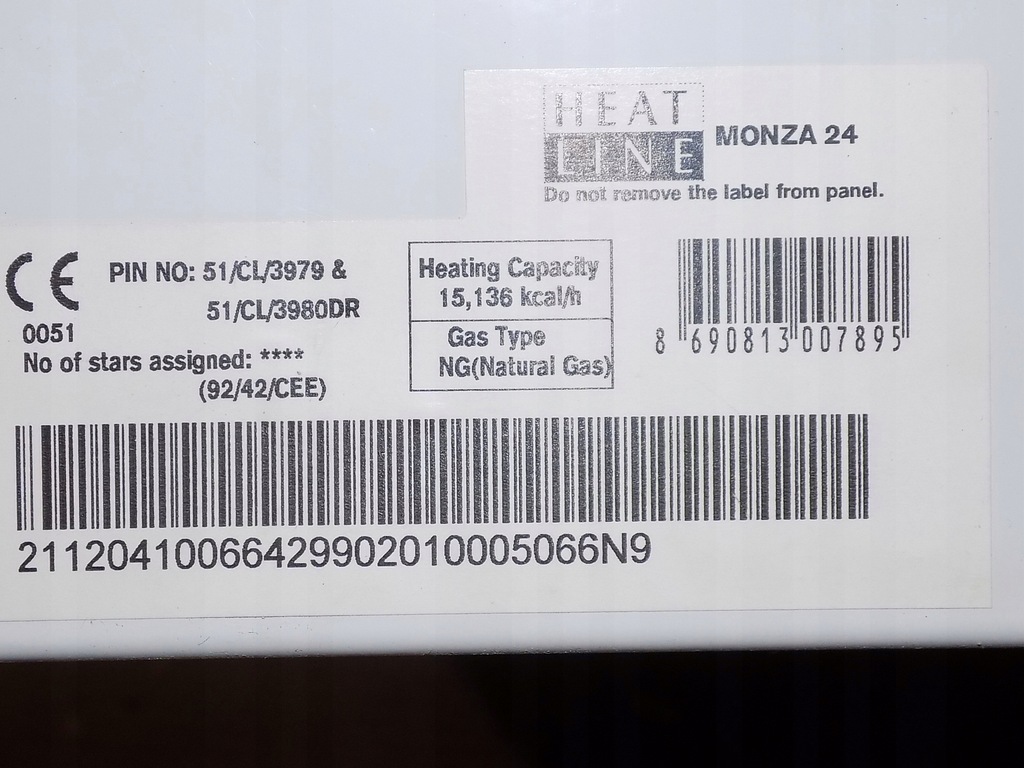 HEAT
LINE
MONZA 24
Do not remove the label from panel.
CE
0051
PIN NO: 51/CL/3979 &
51/CL/3980DR
No of stars assigned: ****
(92/42/CEE)
Heating Capacity
15,136 kcal/h
Gas Type
NG(Natural Gas)
8 690813 007895
21120410066429902010005066N9